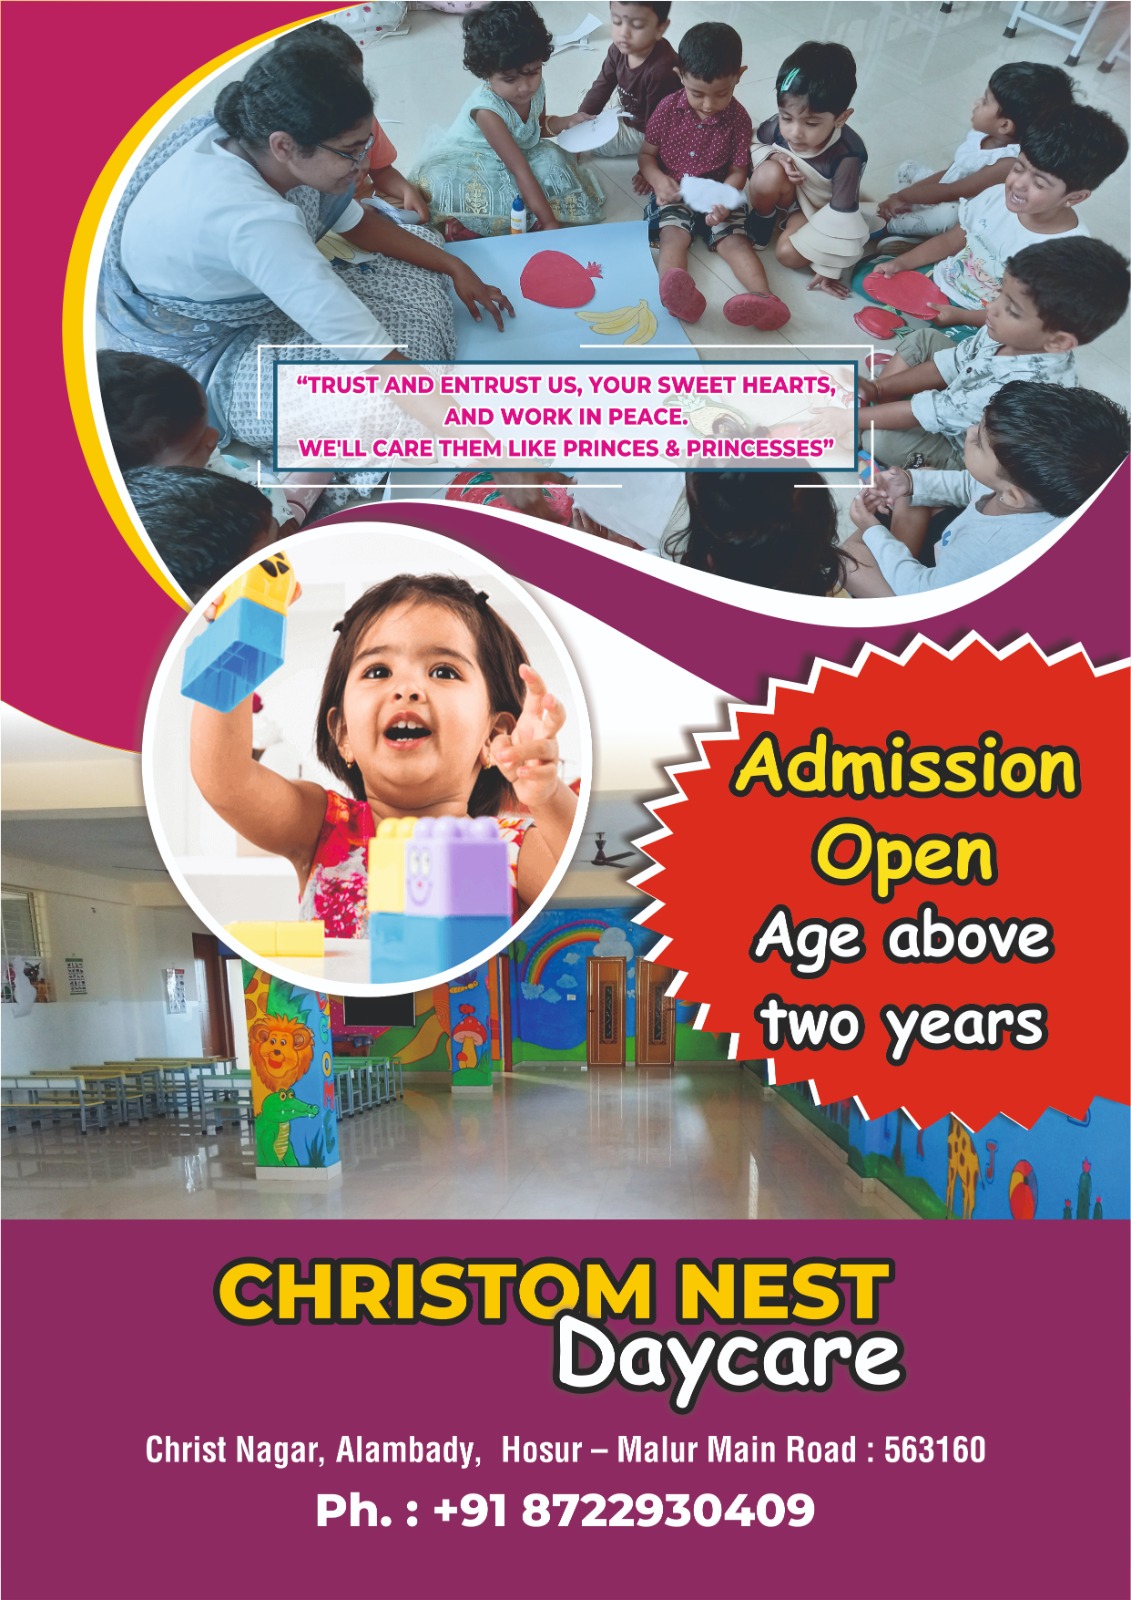 “TRUST AND ENTRUST US, YOUR SWEET HEARTS,
AND WORK IN PEACE.
WE'LL CARE THEM LIKE PRINCES & PRINCESSES”
Admission
Open
Age above
two years
CHRISTOM NEST
Daycare
Christ Nagar, Alambady, Hosur – Malur Main Road : 563160
Ph. : +91 8722930409